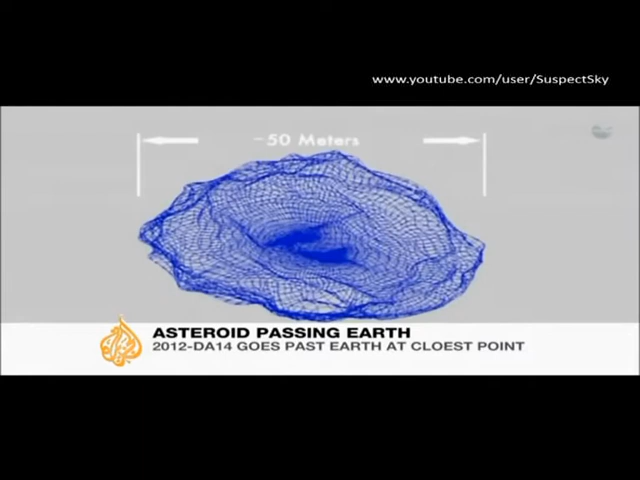 www.youtube.com/user/SuspectSky
~50 Meters
ASTEROID PASSING EARTH
2012-DA14 GOES PAST EARTH AT CLOEST POINT